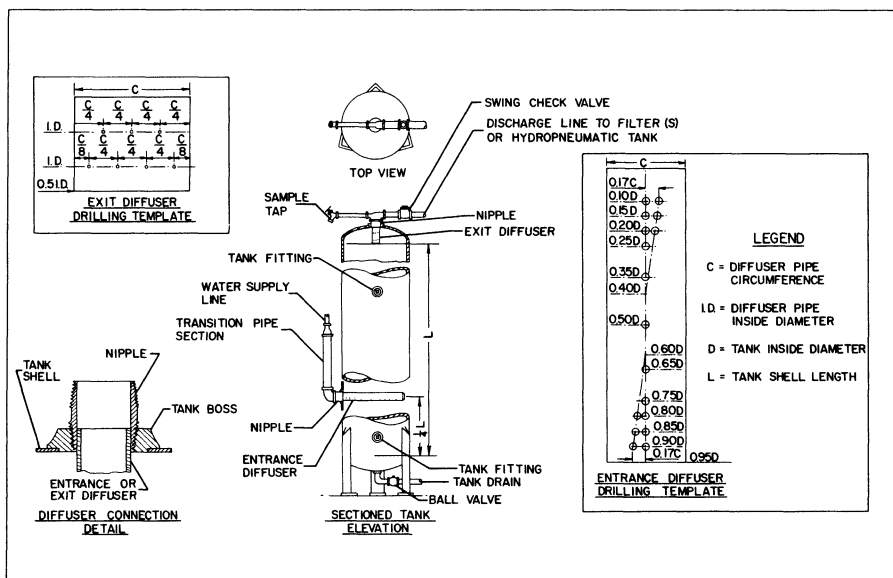 C
C/4 C/4 C/4 C/4
I.D.
C/8 C/4 C/4 C/4 C/8
I.D.
0.5 I.D.
EXIT DIFFUSER
DRILLING TEMPLATE
TOP VIEW
SWING CHECK VALVE
DISCHARGE LINE TO FILTER (S)
OR HYDROPNEUMATIC TANK
SAMPLE
TAP
NIPPLE
EXIT DIFFUSER
TANK FITTING
WATER SUPPLY
LINE
TRANSITION PIPE
SECTION
L
L/4
NIPPLE
ENTRANCE
DIFFUSER
TANK FITTING
TANK DRAIN
BALL VALVE
SECTIONED TANK
ELEVATION
TANK
SHELL
NIPPLE
TANK BOSS
ENTRANCE OR
EXIT DIFFUSER
DIFFUSER CONNECTION
DETAIL
C
0.17C
0.10D
0.15D
0.20D
0.25D
0.35D
0.40D
0.50D
0.60D
0.65D
0.75D
0.80D
0.85D
0.90D
0.17C
0.95D
ENTRANCE DIFFUSER
DRILLING TEMPLATE
LEGEND
C = DIFFUSER PIPE
CIRCUMFERENCE
I.D. = DIFFUSER PIPE
INSIDE DIAMETER
D = TANK INSIDE DIAMETER
L = TANK SHELL LENGTH